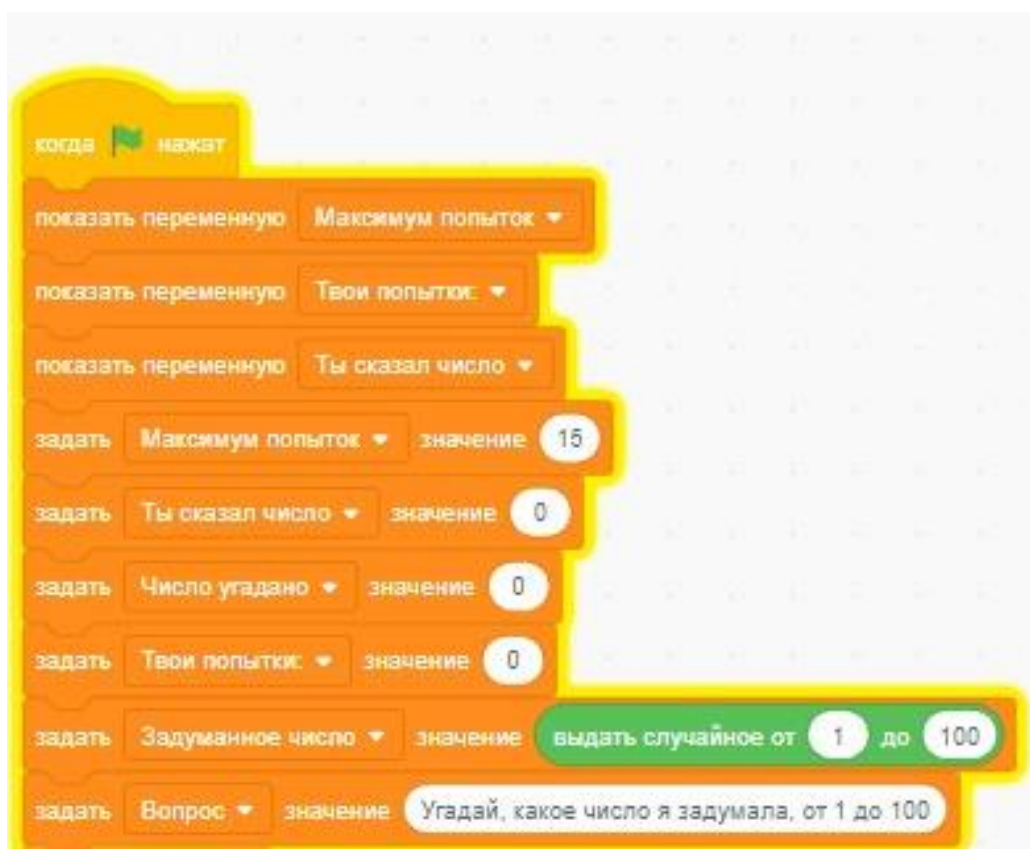 когда нажат
показать переменную Максимум попыток
показать переменную Твои попытки:
показать переменную Ты сказал число
задать Максимум попыток значение 15
задать Ты сказал число значение 0
задать Число угадано значение 0
задать Твои попытки: значение 0
задать Задуманное число значение выдать случайное от 1 до 100
задать Вопрос значение Угадай, какое число я задумала, от 1 до 100